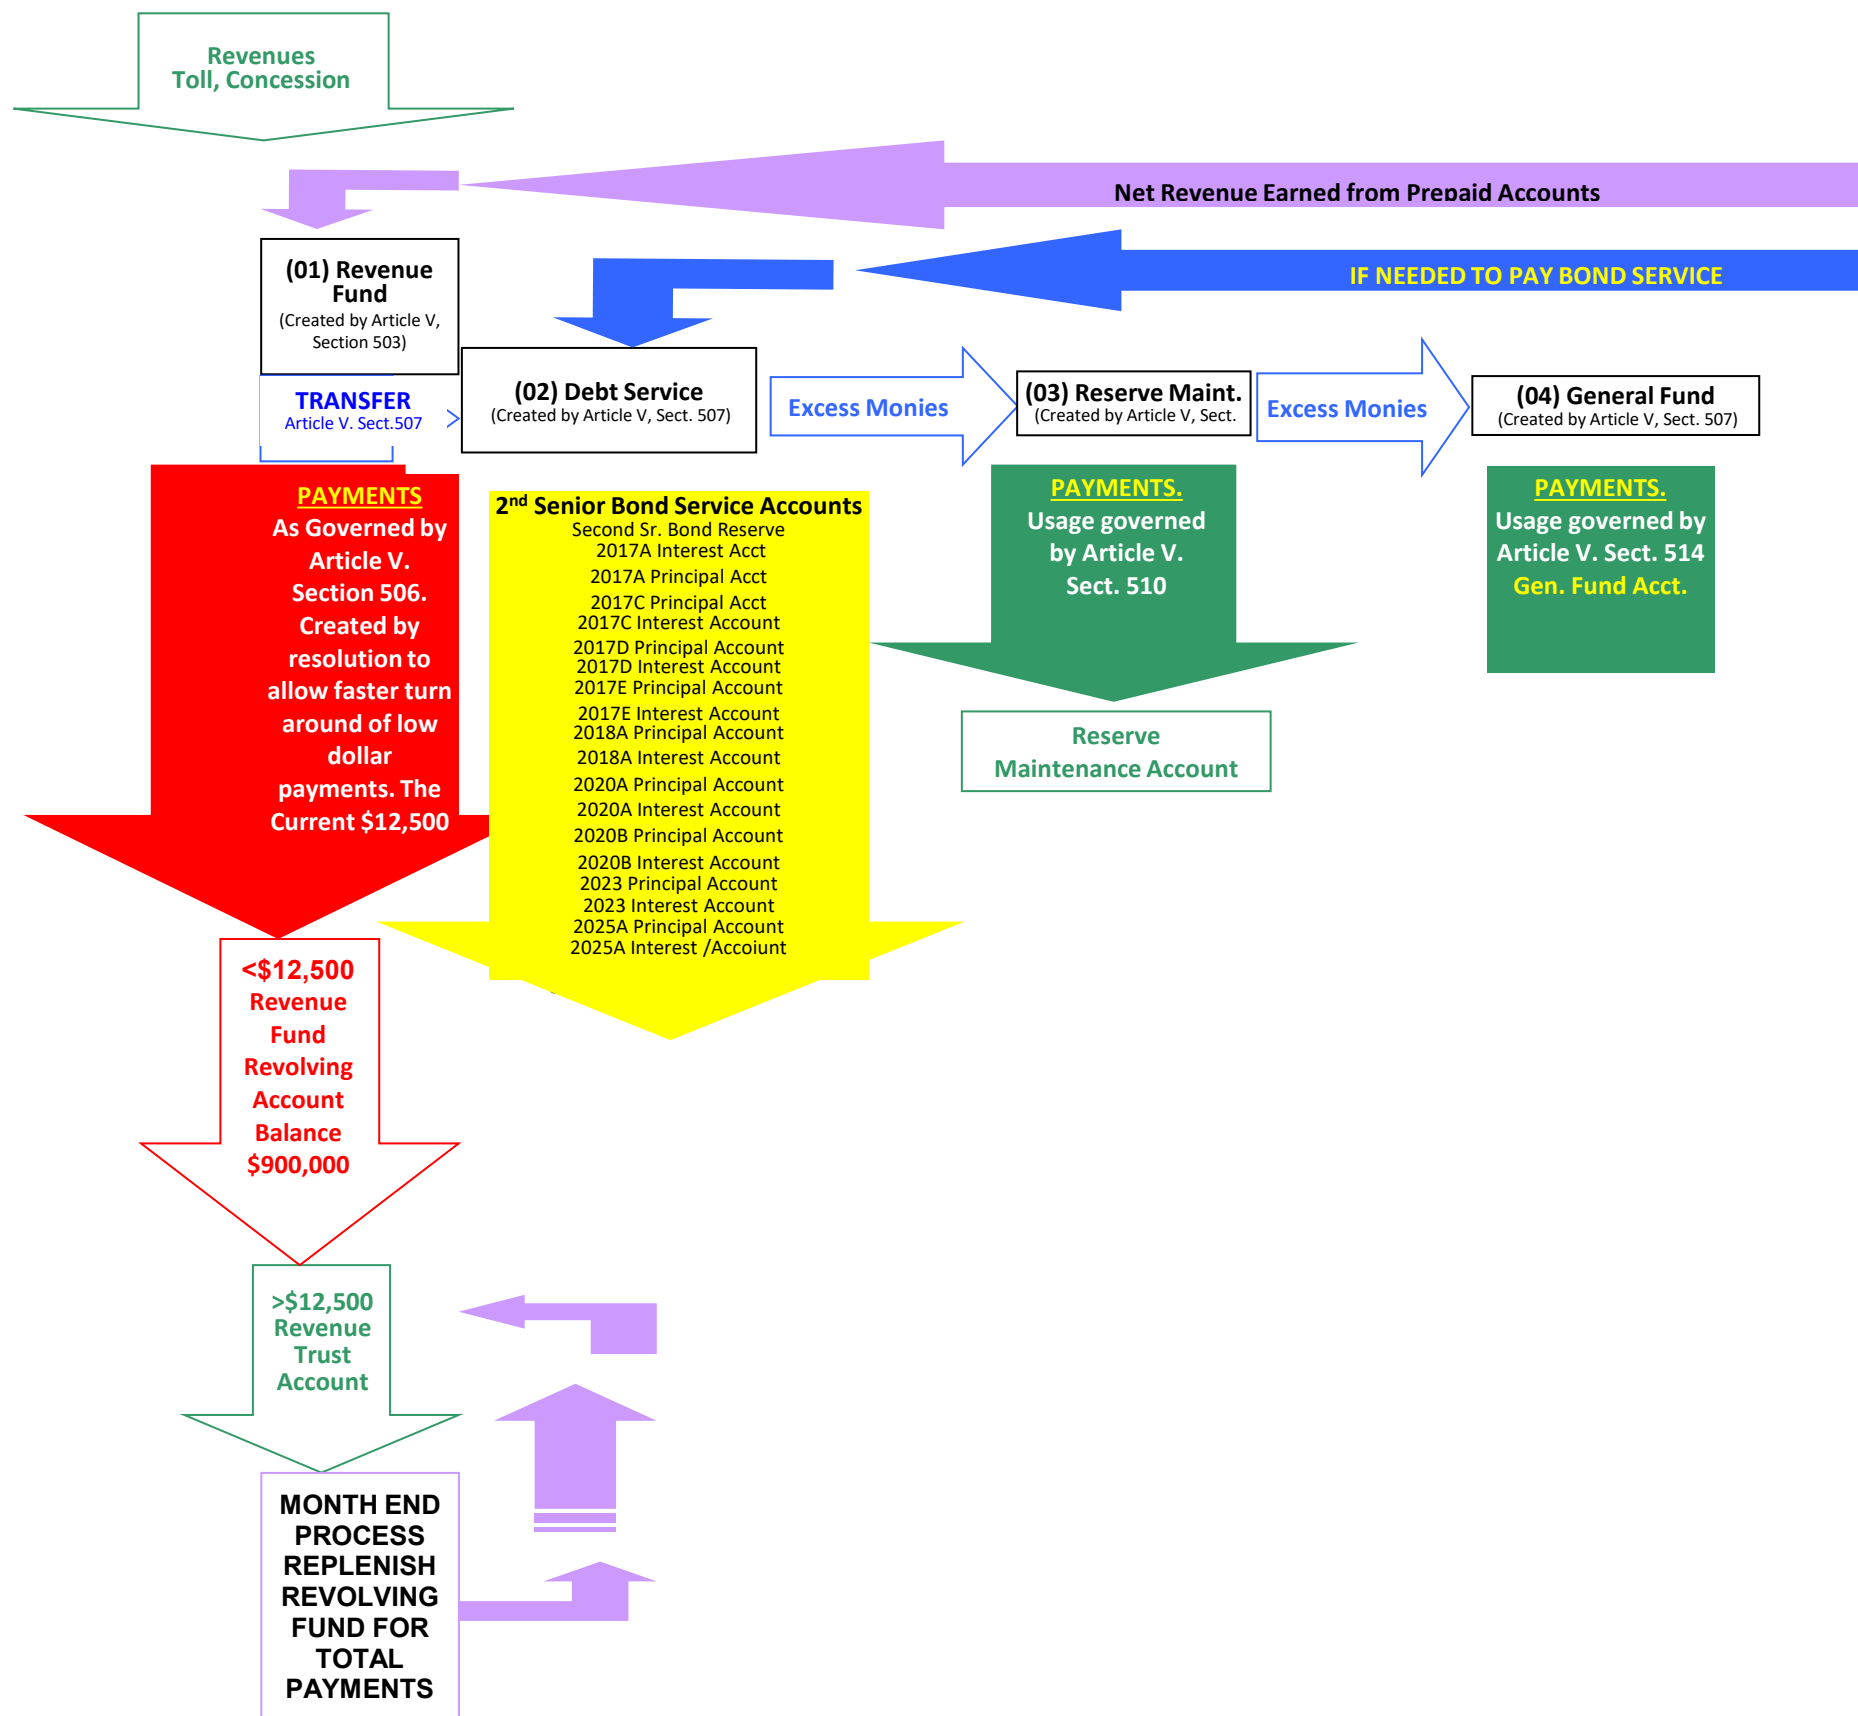 Revenues
Toll, Concession
Net Revenue Earned from Prepaid Accounts
IF NEEDED TO PAY BOND SERVICE
(01) Revenue
Fund
(Created by Article V,
Section 503)
TRANSFER
Article V. Sect.507
(02) Debt Service
(Created by Article V, Sect. 507)
Excess Monies
(03) Reserve Maint.
(Created by Article V, Sect.
Excess Monies
(04) General Fund
(Created by Article V, Sect. 507)
PAYMENTS
As Governed by
Article V.
Section 506.
Created by
resolution to
allow faster turn
around of low
dollar
payments. The
Current $12,500
2nd Senior Bond Service Accounts
Second Sr. Bond Reserve
2017A Interest Acct
2017A Principal Acct
2017C Principal Acct
2017C Interest Account
2017D Principal Account
2017D Interest Account
2017E Principal Account
2017E Interest Account
2018A Principal Account
2018A Interest Account
2020A Principal Account
2020A Interest Account
2020B Principal Account
2020B Interest Account
2023 Principal Account
2023 Interest Account
2025A Principal Account
2025A Interest /Accoiunt
PAYMENTS.
Usage governed
by Article V.
Sect. 510
Reserve
Maintenance Account
PAYMENTS.
Usage governed by
Article V. Sect. 514
Gen. Fund Acct.
<$12,500
Revenue
Fund
Revolving
Account
Balance
$900,000
>$12,500
Revenue
Trust
Account
MONTH END
PROCESS
REPLENISH
REVOLVING
FUND FOR
TOTAL
PAYMENTS